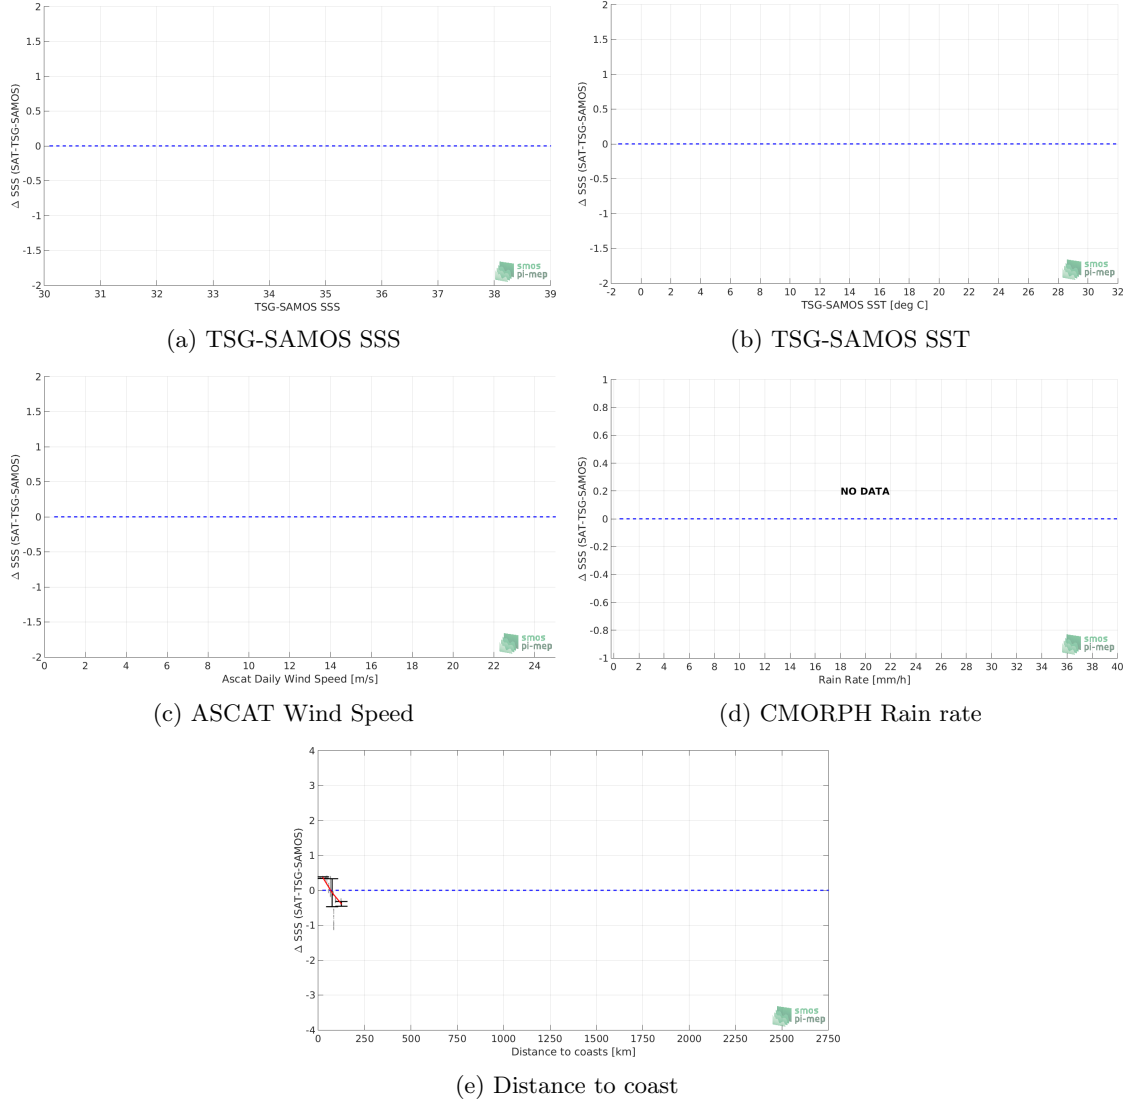 2
1.5
1
0.5
0
-0.5
-1
-1.5
-2
Δ SSS (SAT-TSG-SAMOS)
30 31 32 33 34 35 36 37 38 39
TSG-SAMOS SSS
smos
pi-mep
(a) TSG-SAMOS SSS
2
1.5
1
0.5
0
-0.5
-1
-1.5
-2
Δ SSS (SAT-TSG-SAMOS)
-2 0 2 4 6 8 10 12 14 16 18 20 22 24 26 28 30 32
TSG-SAMOS SST [deg C]
smos
pi-mep
(b) TSG-SAMOS SST
2
1.5
1
0.5
0
-0.5
-1
-1.5
-2
Δ SSS (SAT-TSG-SAMOS)
0 2 4 6 8 10 12 14 16 18 20 22 24
Ascat Daily Wind Speed [m/s]
smos
pi-mep
(c) ASCAT Wind Speed
1
0.8
0.6
0.4
0.2
0
-0.2
-0.4
-0.6
-0.8
-1
Δ SSS (SAT-TSG-SAMOS)
NO DATA
0 2 4 6 8 10 12 14 16 18 20 22 24 26 28 30 32 34 36 38 40
Rain Rate [mm/h]
smos
pi-mep
(d) CMORPH Rain rate
4
3
2
1
0
-1
-2
-3
-4
Δ SSS (SAT-TSG-SAMOS)
0 250 500 750 1000 1250 1500 1750 2000 2250 2500 2750
Distance to coasts [km]
smos
pi-mep
(e) Distance to coast